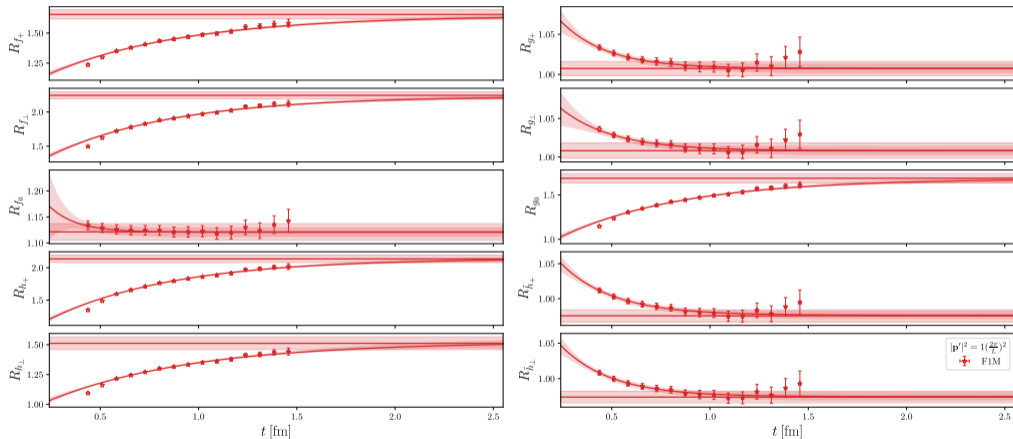 R_{f_+}
1.50
1.25
R_{f_⊥}
2.0
1.5
R_{f_0}
1.20
1.15
1.10
R_{h_+}
2.0
1.5
R_{h_⊥}
1.50
1.25
1.00
0.5 1.0 1.5 2.0 2.5
t [fm]
R_{g_+}
1.05
1.00
R_{g_⊥}
1.05
1.00
R_{g_0}
1.5
1.0
R_{\tilde{h}_+}
1.05
1.00
R_{\tilde{h}_⊥}
1.00
|p′|² = 1(\frac{2π}{L})²
F1M
0.5 1.0 1.5 2.0 2.5
t [fm]